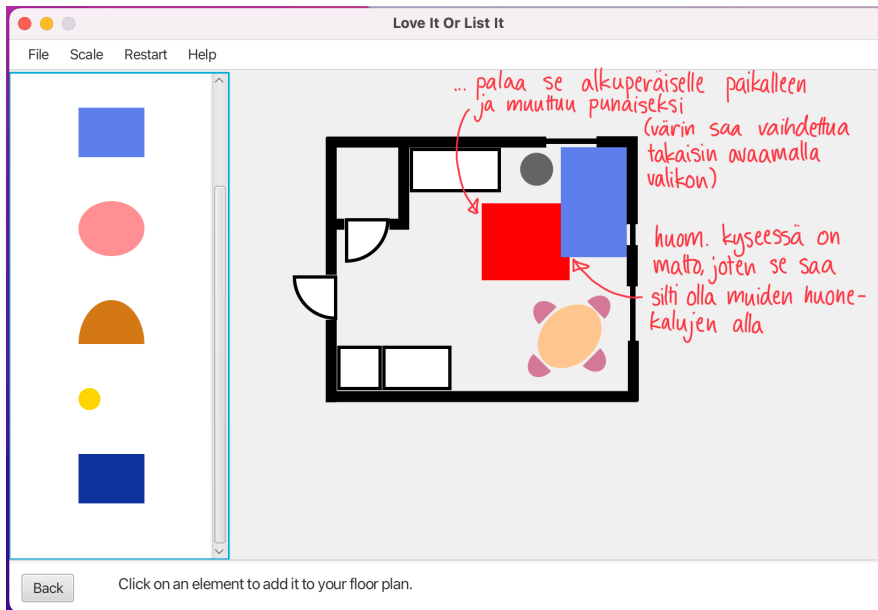 Love It Or List It
File Scale Restart Help
... palaa se alkuperäiselle paikalleen
ja muuttuu punaiseksi
(värin saa vaihdettua
takaisin avaamalla
valikon)
huom. kyseessä on
matto, joten se saa
silti olla muiden huone-
kalujen alla
Back Click on an element to add it to your floor plan.